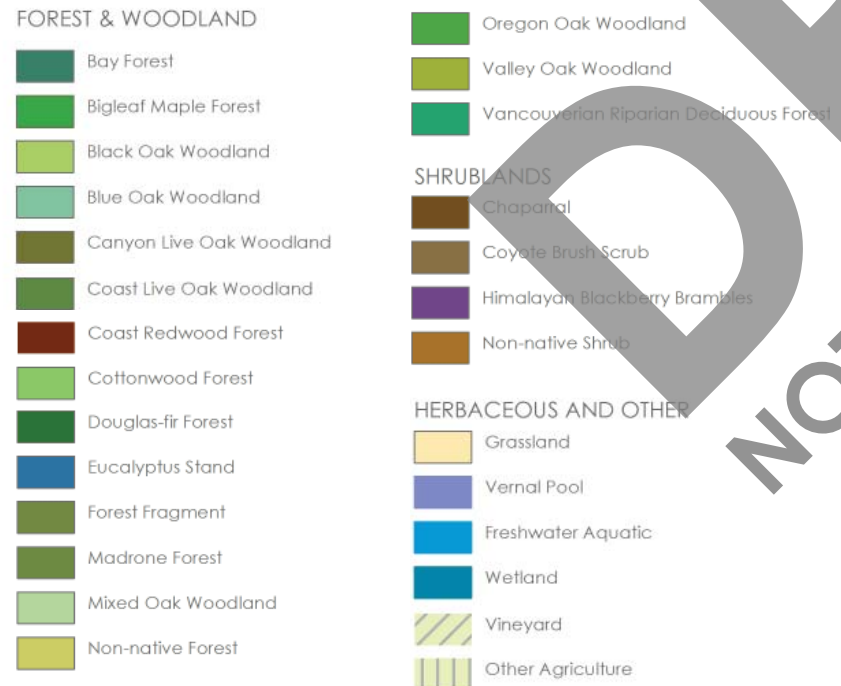 FOREST & WOODLAND
Bay Forest
Bigleaf Maple Forest
Black Oak Woodland
Blue Oak Woodland
Canyon Live Oak Woodland
Coast Live Oak Woodland
Coast Redwood Forest
Cottonwood Forest
Douglas-fir Forest
Eucalyptus Stand
Forest Fragment
Madrone Forest
Mixed Oak Woodland
Non-native Forest
Oregon Oak Woodland
Valley Oak Woodland
Vancouverian Riparian Deciduous Forest
SHRUBLANDS
Chaparral
Coyote Brush Scrub
Himalayan Blackberry Brambles
Non-native Shrub
HERBACEOUS AND OTHER
Grassland
Vernal Pool
Freshwater Aquatic
Wetland
Vineyard
Other Agriculture